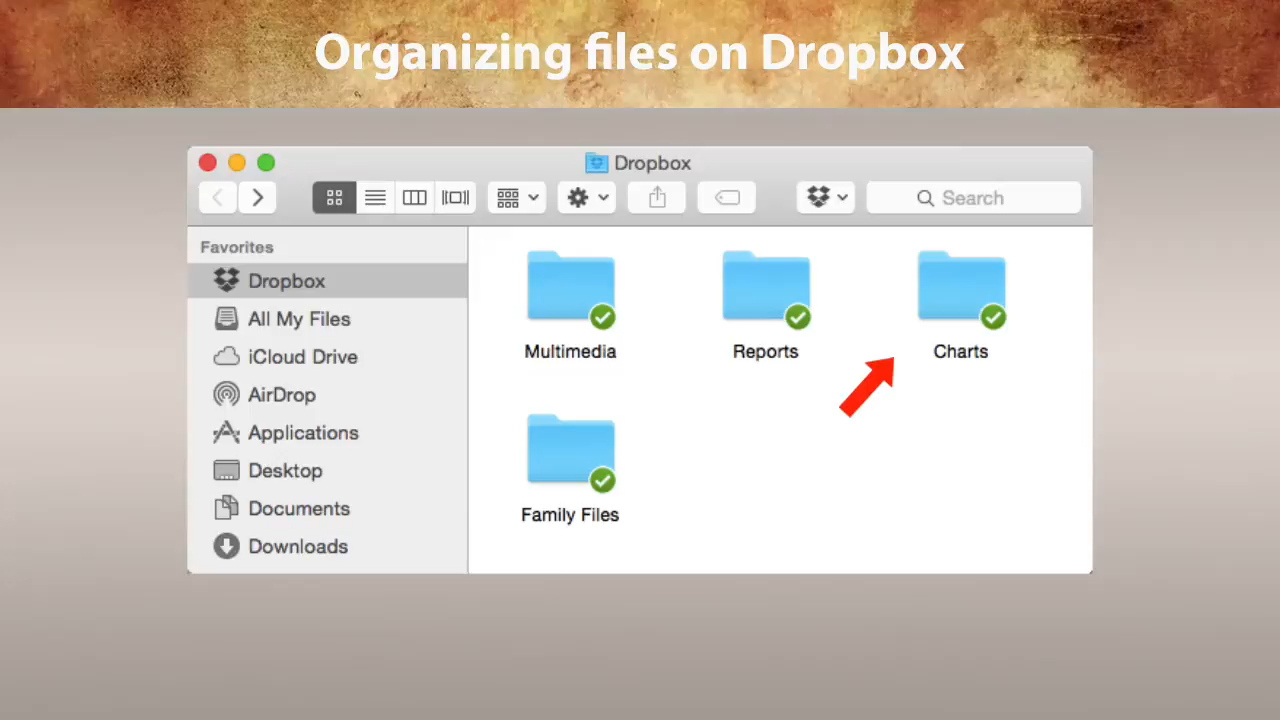 Organizing files on Dropbox
Dropbox
Search
Favorites
Dropbox
All My Files
iCloud Drive
AirDrop
Applications
Desktop
Documents
Downloads
Multimedia
Reports
Charts
Family Files